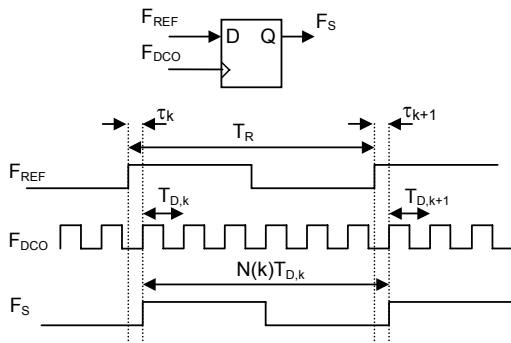 F_REF
D Q
F_S
F_DCO
τ_k
τ_k+1
T_R
F_REF
T_D,k
T_D,k+1
F_DCO
N(k)T_D,k
F_S